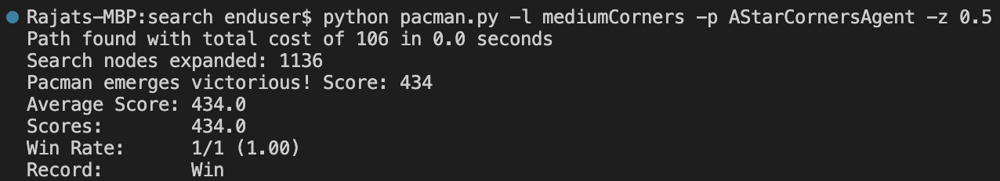 Rajats-MBP:search enduser$ python pacman.py -l mediumCorners -p AStarCornersAgent -z 0.5
Path found with total cost of 106 in 0.0 seconds
Search nodes expanded: 1136
Pacman emerges victorious! Score: 434
Average Score: 434.0
Scores:        434.0
Win Rate:      1/1 (1.00)
Record:        Win